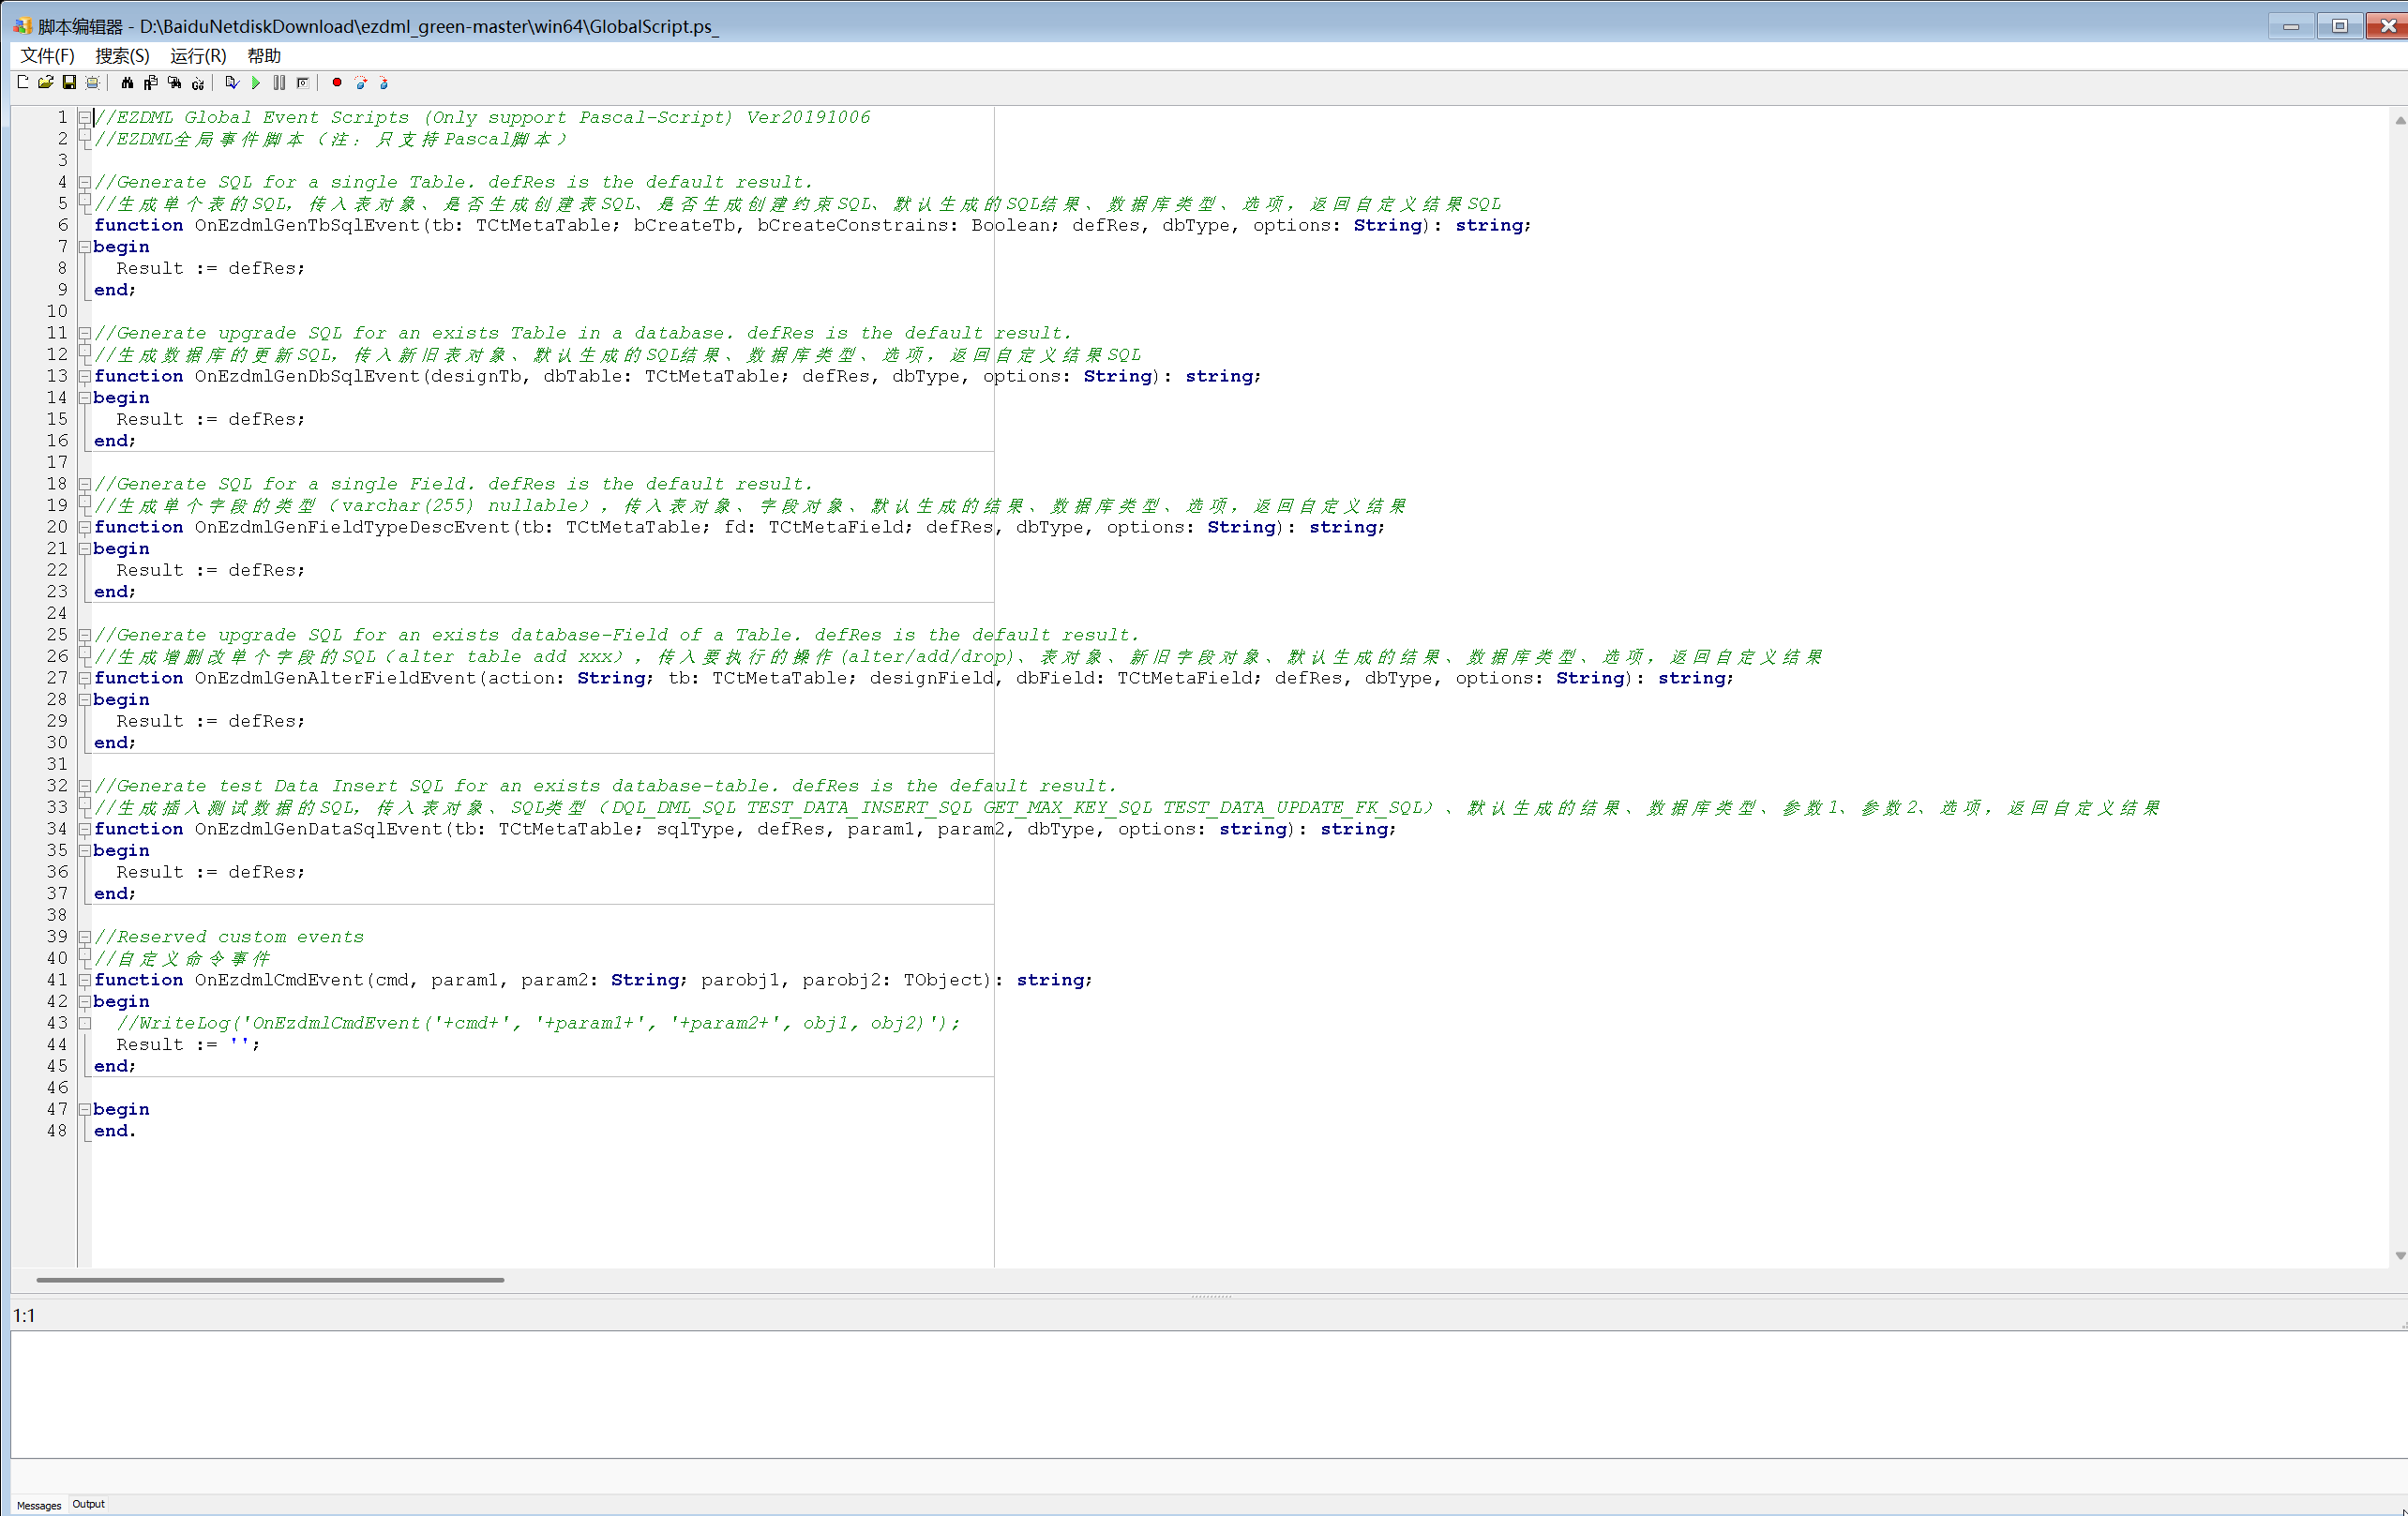 脚本编辑器 - D:\BaiduNetdiskDownload\ezdml_green-master\win64\GlobalScript.ps_
文件(F) 搜索(S) 运行(R) 帮助
1 //EZDML Global Event Scripts (Only support Pascal-Script) Ver20191006
2 //EZDML全局事件脚本（注：只支持Pascal脚本）
3
4 //Generate SQL for a single Table. defRes is the default result.
5 //生成单个表的SQL，传入表对象、是否生成创建表SQL、是否生成创建约束SQL、默认生成的SQL结果、数据库类型、选项，返回自定义结果SQL
6 function OnEzdmlGenTbSqlEvent(tb: TCtMetaTable; bCreateTb, bCreateConstrains: Boolean; defRes, dbType, options: String): string;
7 begin
8   Result := defRes;
9 end;
10
11 //Generate upgrade SQL for an exists Table in a database. defRes is the default result.
12 //生成数据库的更新SQL，传入新旧表对象、默认生成的SQL结果、数据库类型、选项，返回自定义结果SQL
13 function OnEzdmlGenDbSqlEvent(designTb, dbTable: TCtMetaTable; defRes, dbType, options: String): string;
14 begin
15   Result := defRes;
16 end;
17
18 //Generate SQL for a single Field. defRes is the default result.
19 //生成单个字段的类型（varchar(255) nullable），传入表对象、字段对象、默认生成的结果、数据库类型、选项，返回自定义结果
20 function OnEzdmlGenFieldTypeDescEvent(tb: TCtMetaTable; fd: TCtMetaField; defRes, dbType, options: String): string;
21 begin
22   Result := defRes;
23 end;
24
25 //Generate upgrade SQL for an exists database-Field of a Table. defRes is the default result.
26 //生成增删改单个字段的SQL（alter table add xxx），传入要执行的操作(alter/add/drop)、表对象、新旧字段对象、默认生成的结果、数据库类型、选项，返回自定义结果
27 function OnEzdmlGenAlterFieldEvent(action: String; tb: TCtMetaTable; designField, dbField: TCtMetaField; defRes, dbType, options: String): string;
28 begin
29   Result := defRes;
30 end;
31
32 //Generate test Data Insert SQL for an exists database-table. defRes is the default result.
33 //生成插入测试数据的SQL，传入表对象、SQL类型（DQL_DML_SQL TEST_DATA_INSERT_SQL GET_MAX_KEY_SQL TEST_DATA_UPDATE_FK_SQL）、默认生成的结果、数据库类型、参数1、参数2、选项，返回自定义结果
34 function OnEzdmlGenDataSqlEvent(tb: TCtMetaTable; sqlType, defRes, param1, param2, dbType, options: string): string;
35 begin
36   Result := defRes;
37 end;
38
39 //Reserved custom events
40 //自定义命令事件
41 function OnEzdmlCmdEvent(cmd, param1, param2: String; parobj1, parobj2: TObject): string;
42 begin
43   //WriteLog('OnEzdmlCmdEvent('+cmd+', '+param1+', '+param2+', obj1, obj2)');
44   Result := '';
45 end;
46
47 begin
48 end.
1:1
Messages Output